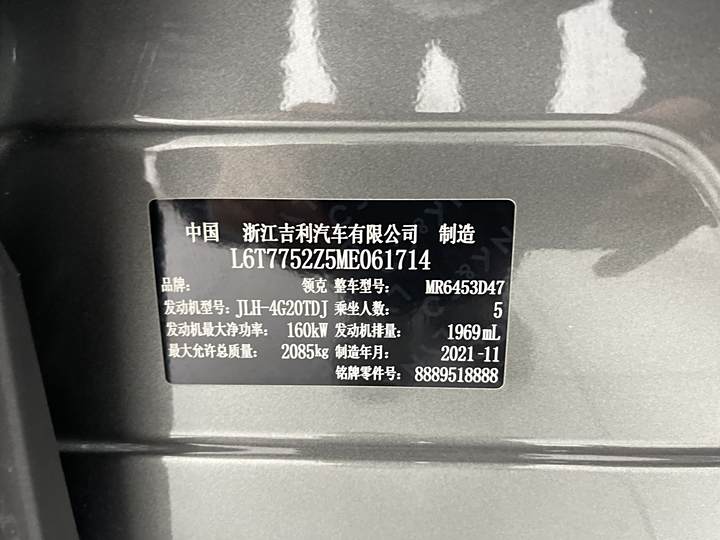 中国 浙江吉利汽车有限公司 制造
L6T7752Z5ME061714
品牌: 领克 整车型号: MR6453D47
发动机型号: JLH-4G20TDJ 乘坐人数: 5
发动机最大净功率: 160kW 发动机排量: 1969mL
最大允许总质量: 2085kg 制造年月: 2021-11
铭牌零件号: 8889518888